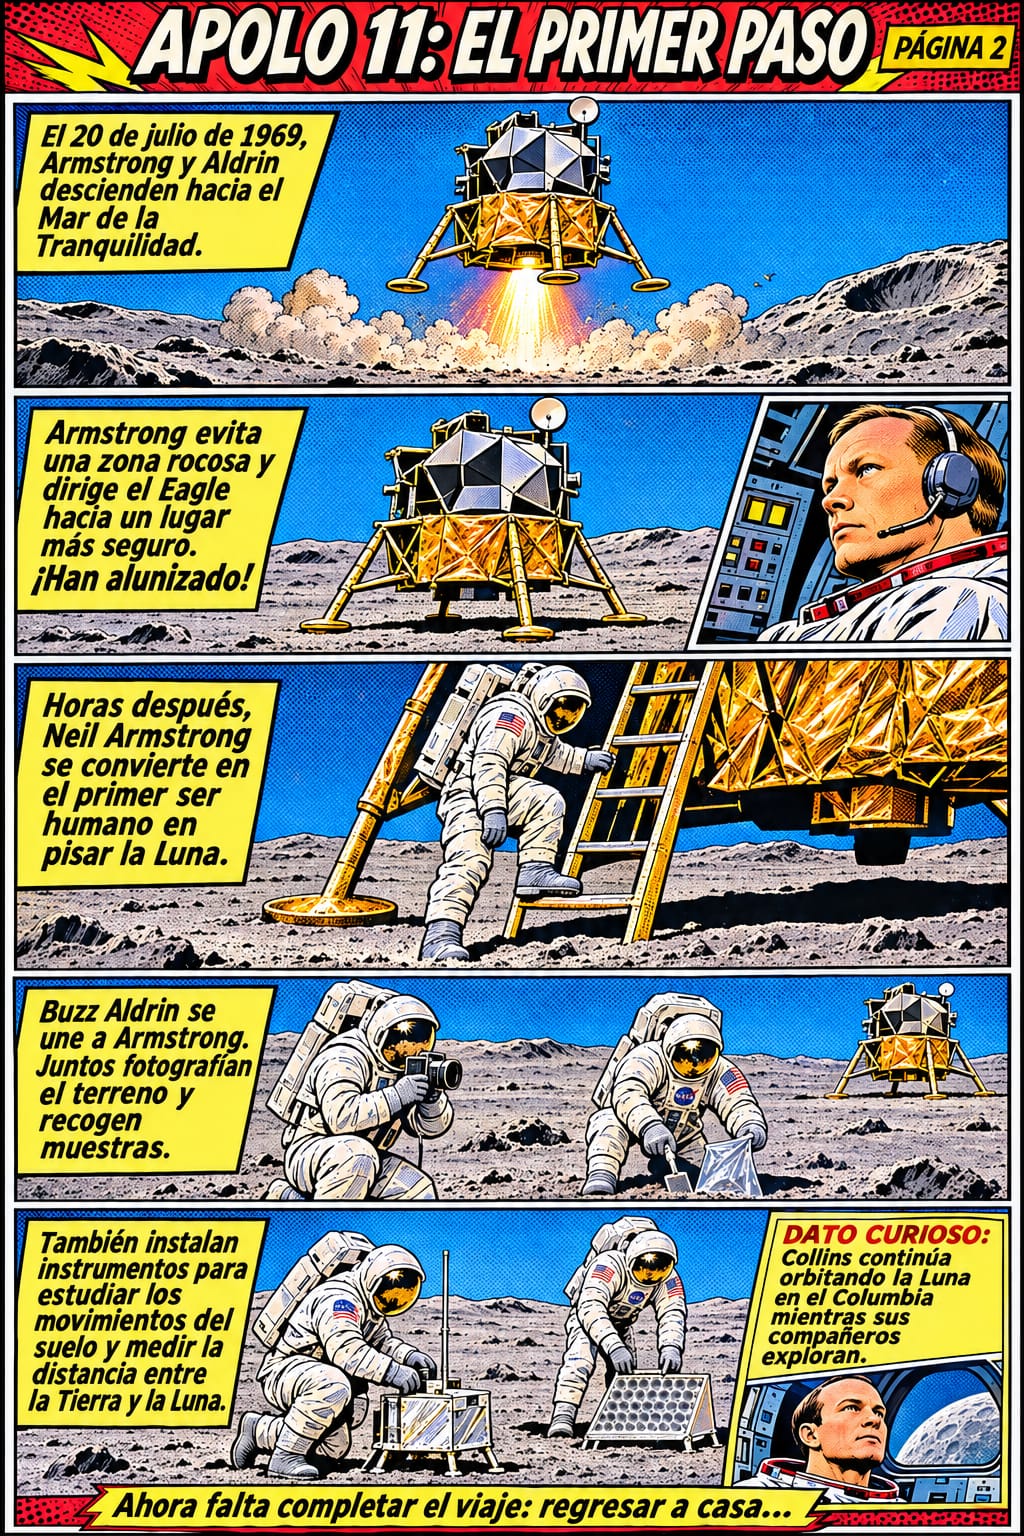 APOLO 11: EL PRIMER PASO
PÁGINA 2
El 20 de julio de 1969,
Armstrong y Aldrin
descienden hacia el
Mar de la
Tranquilidad.
Armstrong evita
una zona rocosa y
dirige el Eagle
hacia un lugar
más seguro.
¡Han alunizado!
Horas después,
Neil Armstrong
se convierte en
el primer ser
humano en
pisar la Luna.
Buzz Aldrin se
une a Armstrong.
Juntos fotografían
el terreno y
recogen
muestras.
NASA
También instalan
instrumentos para
estudiar los
movimientos del
suelo y medir la
distancia entre
la Tierra y la Luna.
DATO CURIOSO:
Collins continúa
orbitando la Luna
en el Columbia
mientras sus
compañeros
exploran.
Ahora falta completar el viaje: regresar a casa...